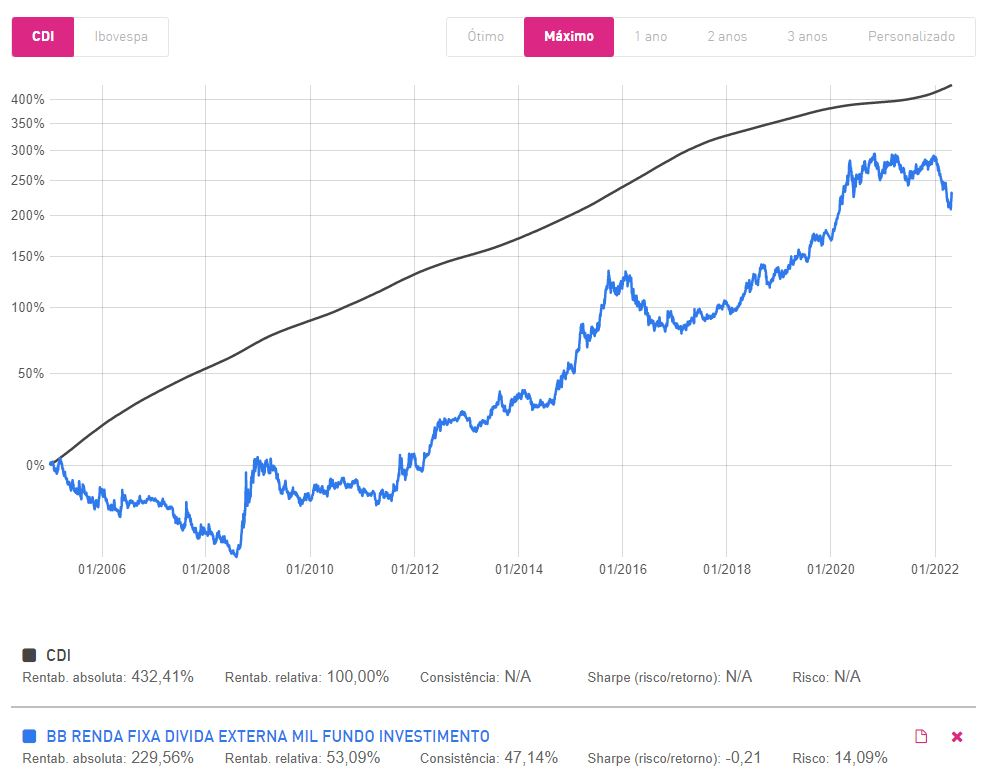 CDI Ibovespa Ótimo Máximo 1 ano 2 anos 3 anos Personalizado
400%
350%
300%
250%
200%
150%
100%
50%
0%
01/2006 01/2008 01/2010 01/2012 01/2014 01/2016 01/2018 01/2020 01/2022
CDI
Rentab. absoluta: 432,41% Rentab. relativa: 100,00% Consistência: N/A Sharpe (risco/retorno): N/A Risco: N/A
BB RENDA FIXA DIVIDA EXTERNA MIL FUNDO INVESTIMENTO
Rentab. absoluta: 229,56% Rentab. relativa: 53,09% Consistência: 47,14% Sharpe (risco/retorno): -0,21 Risco: 14,09%